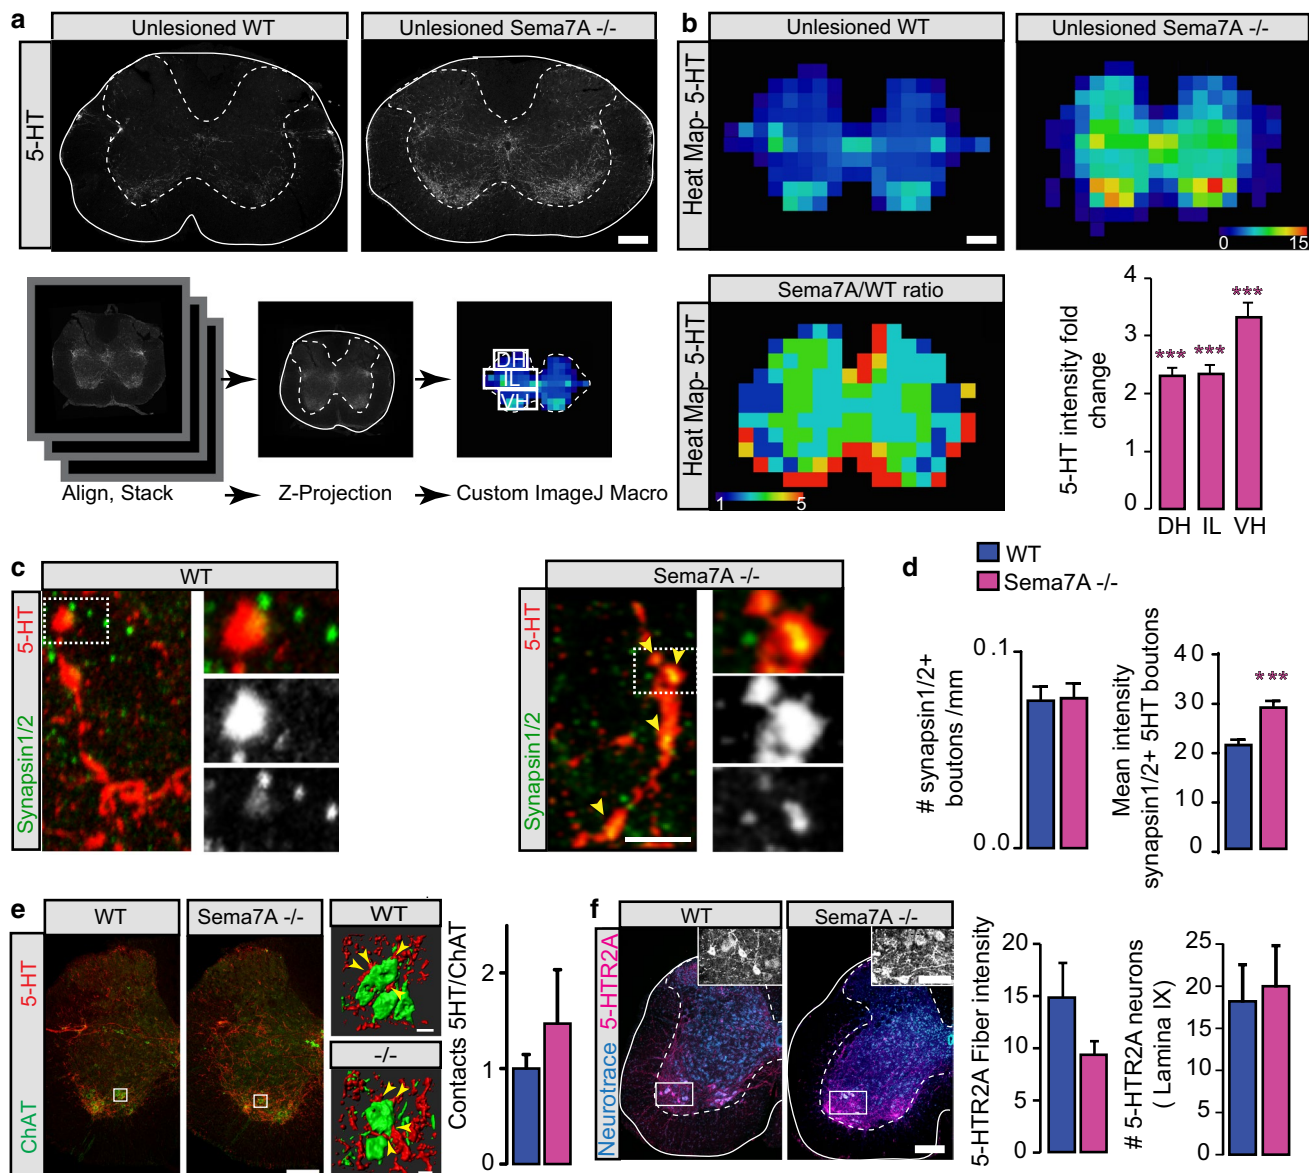 a
Unlesioned WT
Unlesioned Sema7A -/-
5-HT
Align, Stack
Z-Projection
Custom ImageJ Macro
DH
IL
VH
b
Unlesioned WT
Unlesioned Sema7A -/-
Heat Map- 5-HT
0
15
Sema7A/WT ratio
Heat Map- 5-HT
1
5
5-HT intensity fold
change
4
3
2
1
0
***
***
***
DH IL VH
c
WT
Synapsin1/2 5-HT
Sema7A -/-
Synapsin1/2 5-HT
WT
Sema7A -/-
d
# synapsin1/2+
boutons /mm
0.1
0.0
Mean intensity
synapsin1/2+ 5HT boutons
40
30
20
10
0
***
e
WT
Sema7A -/-
ChAT 5-HT
WT
-/-
Contacts 5HT/ChAT
2
1
0
f
WT
Sema7A -/-
Neurotrace 5-HTR2A
5-HTR2A Fiber intensity
20
15
10
5
0
# 5-HTR2A neurons
( Lamina IX)
25
20
15
10
5
0